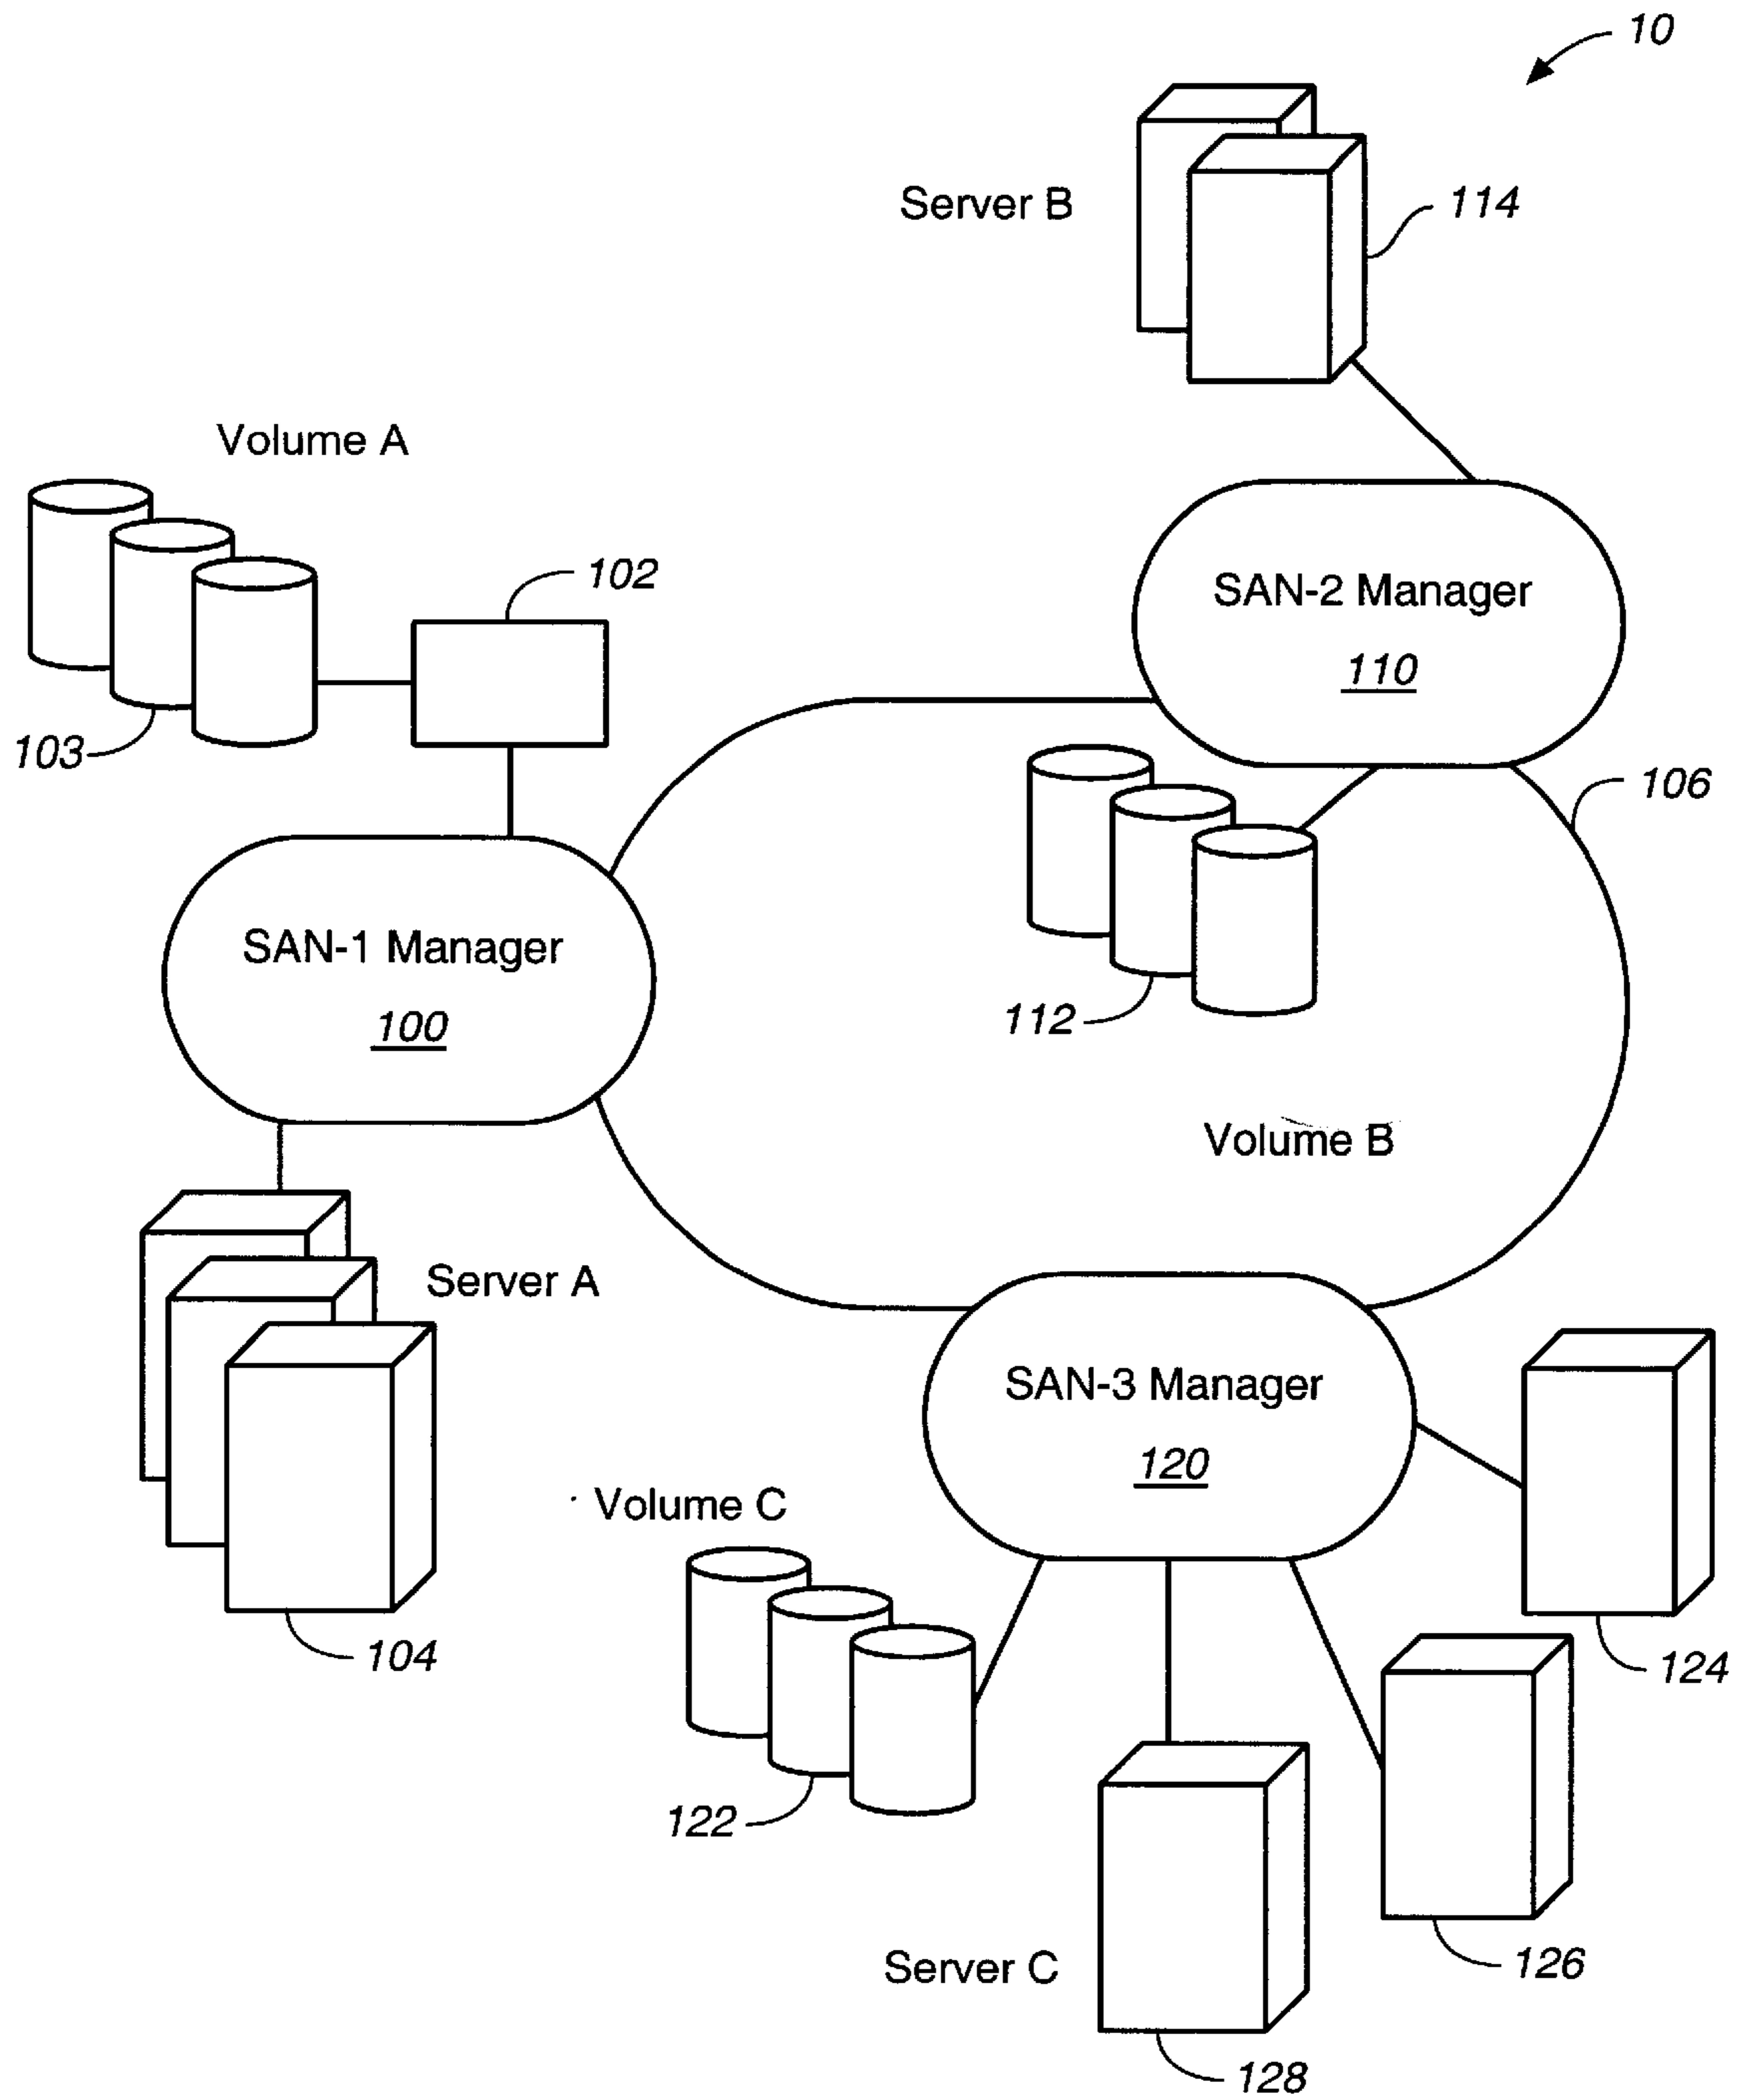 10
Server B
114
Volume A
102
SAN-2 Manager
110
103
106
SAN-1 Manager
100
112
Volume B
Server A
SAN-3 Manager
120
Volume C
104
124
122
126
Server C
128